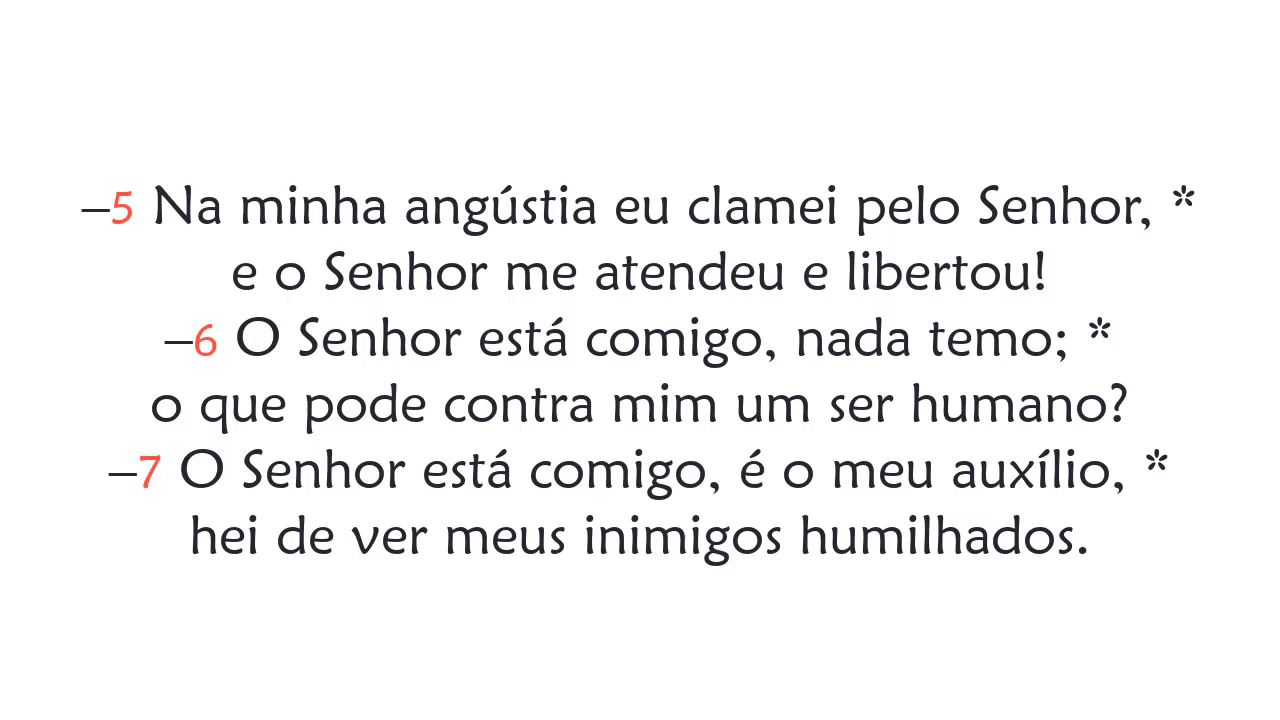 –5 Na minha angústia eu clamei pelo Senhor, *
e o Senhor me atendeu e libertou!
–6 O Senhor está comigo, nada temo; *
o que pode contra mim um ser humano?
–7 O Senhor está comigo, é o meu auxílio, *
hei de ver meus inimigos humilhados.